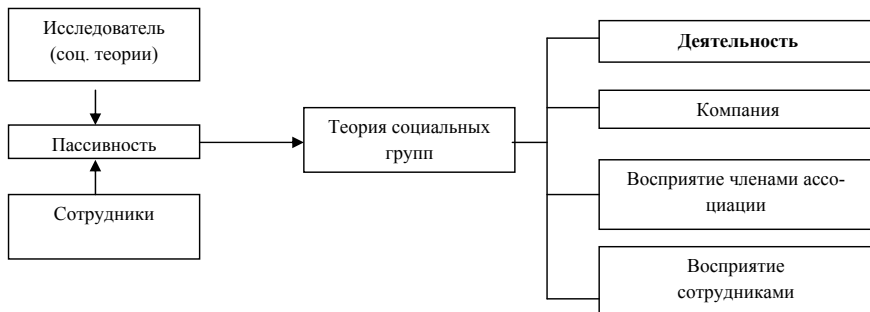 Исследователь
(соц. теории)
Пассивность
Сотрудники
Теория социальных
групп
Деятельность
Компания
Восприятие членами ассо-
циации
Восприятие
сотрудниками